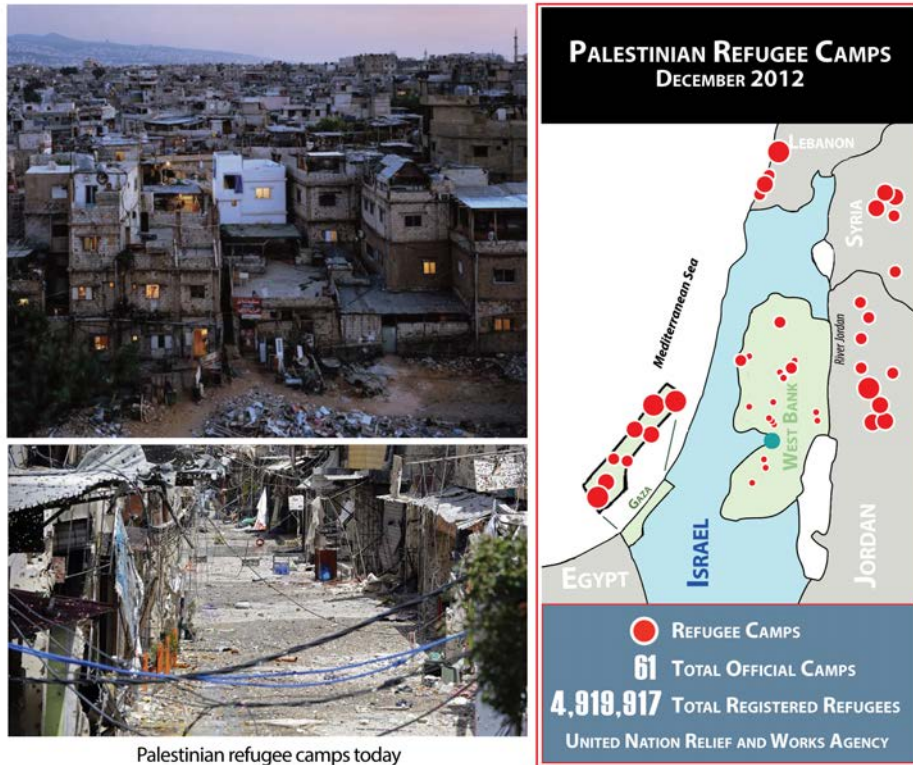 Palestinian refugee camps today
PALESTINIAN REFUGEE CAMPS
DECEMBER 2012
LEBANON
SYRIA
Mediterranean Sea
River Jordan
WEST BANK
GAZA
ISRAEL
JORDAN
EGYPT
REFUGEE CAMPS
61 TOTAL OFFICIAL CAMPS
4,919,917 TOTAL REGISTERED REFUGEES
UNITED NATION RELIEF AND WORKS AGENCY